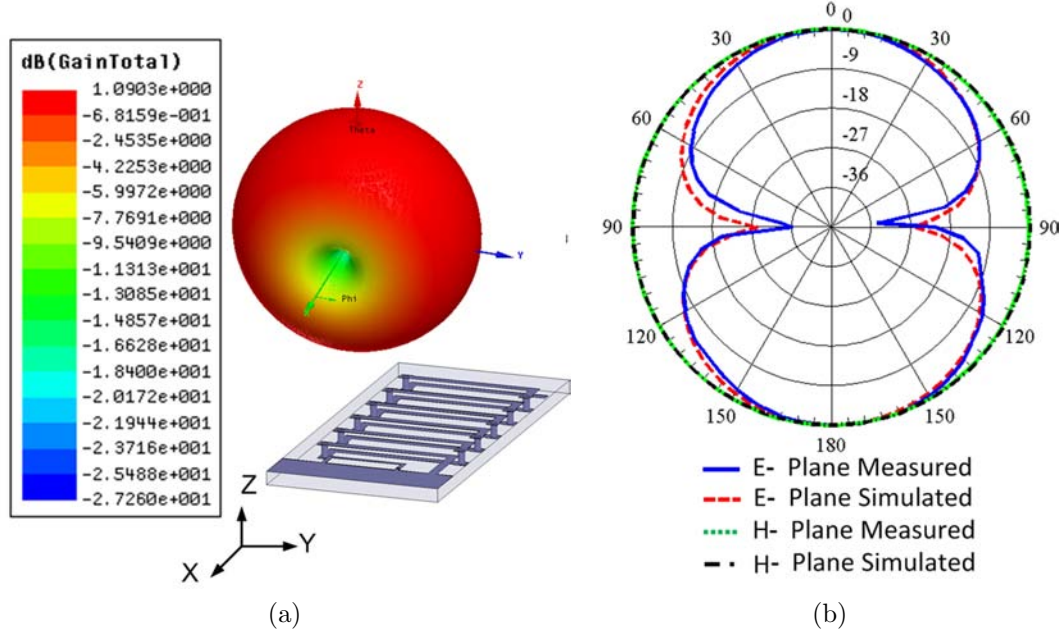 dB(GainTotal)
1.0903e+000
-6.8159e-001
-2.4535e+000
-4.2253e+000
-5.9972e+000
-7.7691e+000
-9.5409e+000
-1.1313e+001
-1.3085e+001
-1.4857e+001
-1.6628e+001
-1.8400e+001
-2.0172e+001
-2.1944e+001
-2.3716e+001
-2.5488e+001
-2.7260e+001
Z
Theta
Y
Phi
Z
Y
X
(a)
0 0
30 30
-9
-18
60 60
-27
-36
90 90
120 120
150 150
180
E- Plane Measured
E- Plane Simulated
H- Plane Measured
H- Plane Simulated
(b)